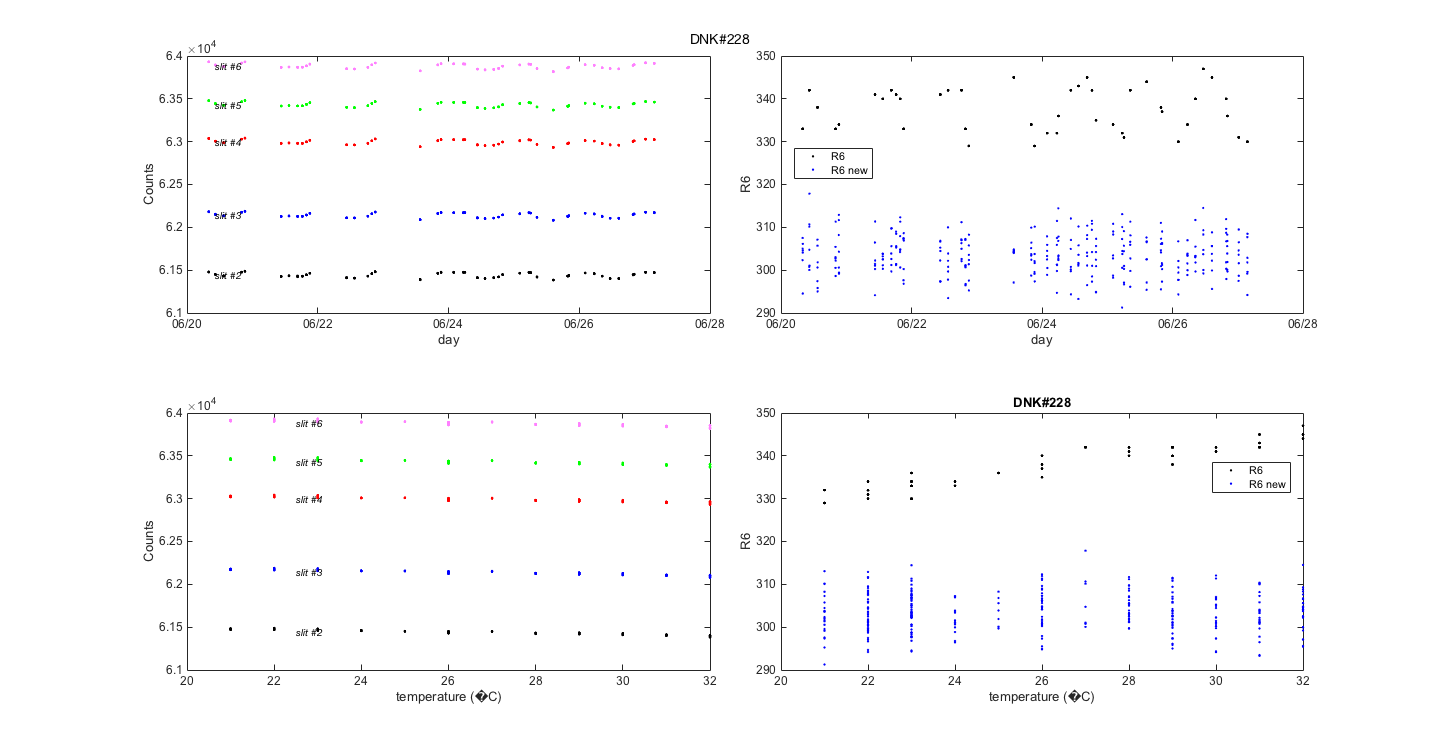 DNK#228
×10⁴
6.4
6.35
6.3
6.25
6.2
6.15
6.1
Counts
slit #6
slit #5
slit #4
slit #3
slit #2
06/20 06/22 06/24 06/26 06/28
day
350
340
330
320
310
300
290
R6
R6
R6 new
06/20 06/22 06/24 06/26 06/28
day
×10⁴
6.4
6.35
6.3
6.25
6.2
6.15
6.1
Counts
slit #6
slit #5
slit #4
slit #3
slit #2
20 22 24 26 28 30 32
temperature (�C)
DNK#228
350
340
330
320
310
300
290
R6
R6
R6 new
20 22 24 26 28 30 32
temperature (�C)